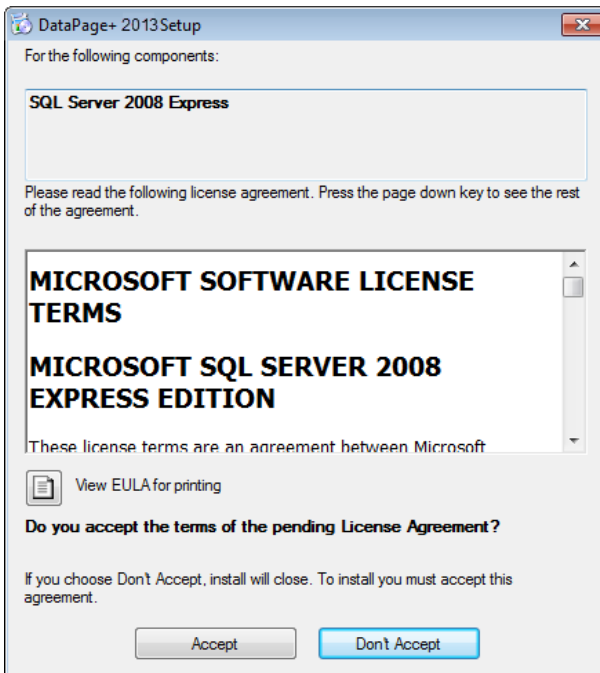 DataPage+ 2013Setup
For the following components:
SQL Server 2008 Express
Please read the following license agreement. Press the page down key to see the rest
of the agreement.
MICROSOFT SOFTWARE LICENSE
TERMS
MICROSOFT SQL SERVER 2008
EXPRESS EDITION
These license terms are an agreement between Microsoft
View EULA for printing
Do you accept the terms of the pending License Agreement?
If you choose Don't Accept, install will close. To install you must accept this
agreement.
Accept
Don't Accept